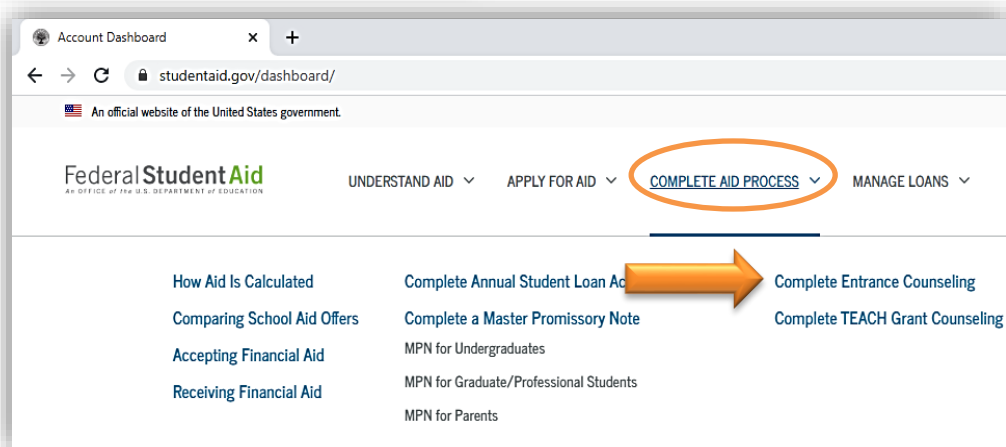 Account Dashboard
studentaid.gov/dashboard/
An official website of the United States government.
Federal Student Aid
An OFFICE of the U.S. DEPARTMENT of EDUCATION
UNDERSTAND AID
APPLY FOR AID
COMPLETE AID PROCESS
MANAGE LOANS
How Aid Is Calculated
Comparing School Aid Offers
Accepting Financial Aid
Receiving Financial Aid
Complete Annual Student Loan Ac
Complete a Master Promissory Note
MPN for Undergraduates
MPN for Graduate/Professional Students
MPN for Parents
Complete Entrance Counseling
Complete TEACH Grant Counseling